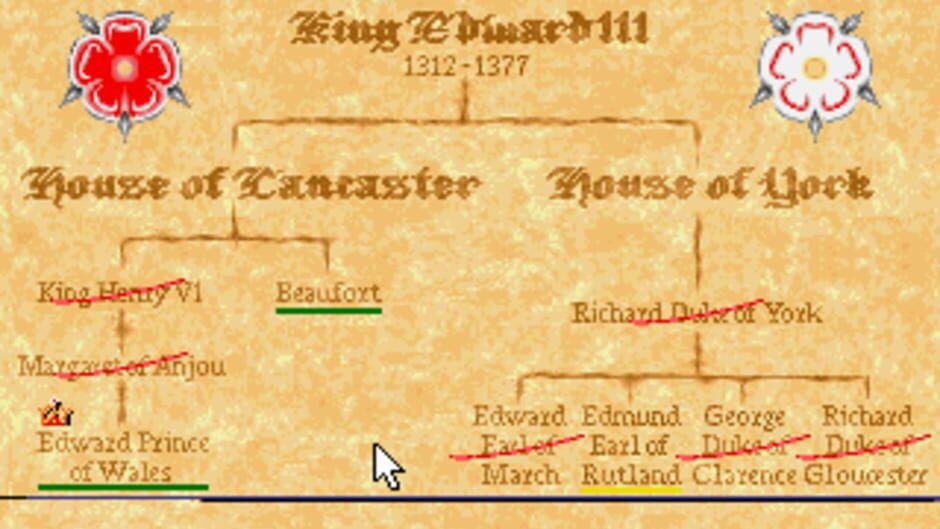 King Edward III
1312-1377
House of Lancaster
House of York
King Henry VI
Beaufort
Richard Duke of York
Margaret of Anjou
Edward Prince
of Wales
Edward
Earl of
March
Edmund
Earl of
Rutland
George
Duke of
Clarence
Richard
Duke of
Gloucester